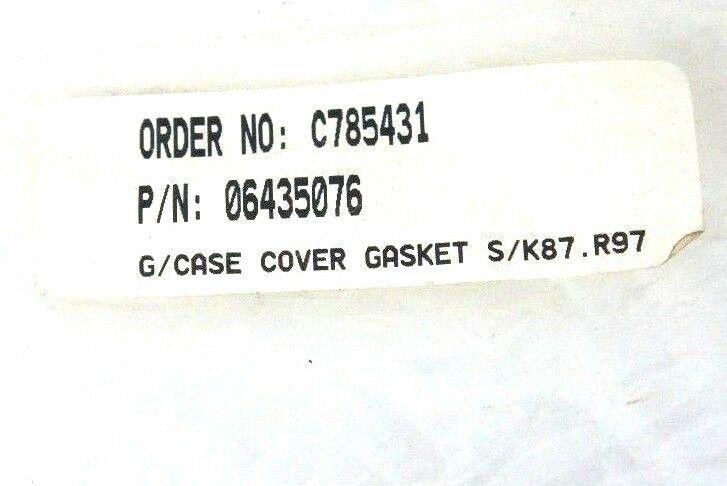 ORDER NO: C785431
P/N: 06435076
G/CASE COVER GASKET S/K87.R97